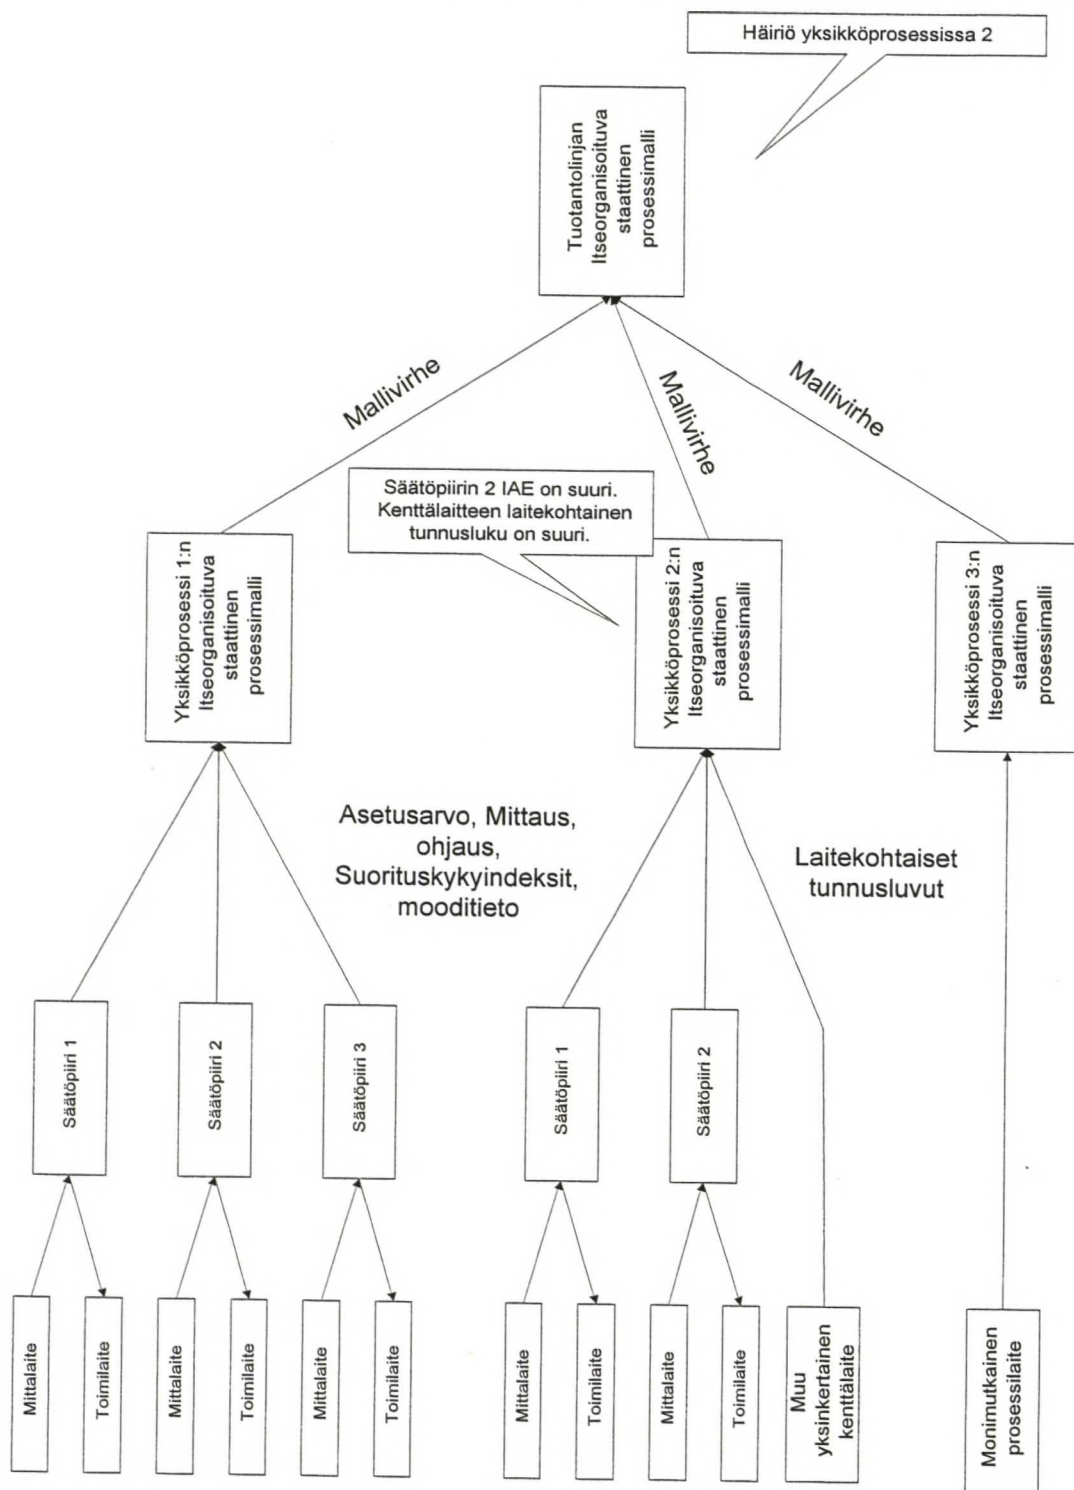 Häiriö yksikköprosessissa 2
Tuotantolinjan
Itseorganisoituva
staattinen
prosessimalli
Mallivirhe
Mallivirhe
Mallivirhe
Säätöpiirin 2 IAE on suuri.
Kenttälaitteen laitekohtainen
tunnusluku on suuri.
Yksikköprosessi 1:n
Itseorganisoituva
staattinen
prosessimalli
Yksikköprosessi 2:n
Itseorganisoituva
staattinen
prosessimalli
Yksikköprosessi 3:n
Itseorganisoituva
staattinen
prosessimalli
Asetusarvo, Mittaus,
ohjaus,
Suorituskykyindeksit,
mooditieto
Laitekohtaiset
tunnusluvut
Säätöpiiri 1
Säätöpiiri 2
Säätöpiiri 3
Säätöpiiri 1
Säätöpiiri 2
Mittalaite
Toimilaite
Mittalaite
Toimilaite
Mittalaite
Toimilaite
Mittalaite
Toimilaite
Mittalaite
Toimilaite
Muu
yksinkertainen
kenttälaite
Monimutkainen
prosessilaite